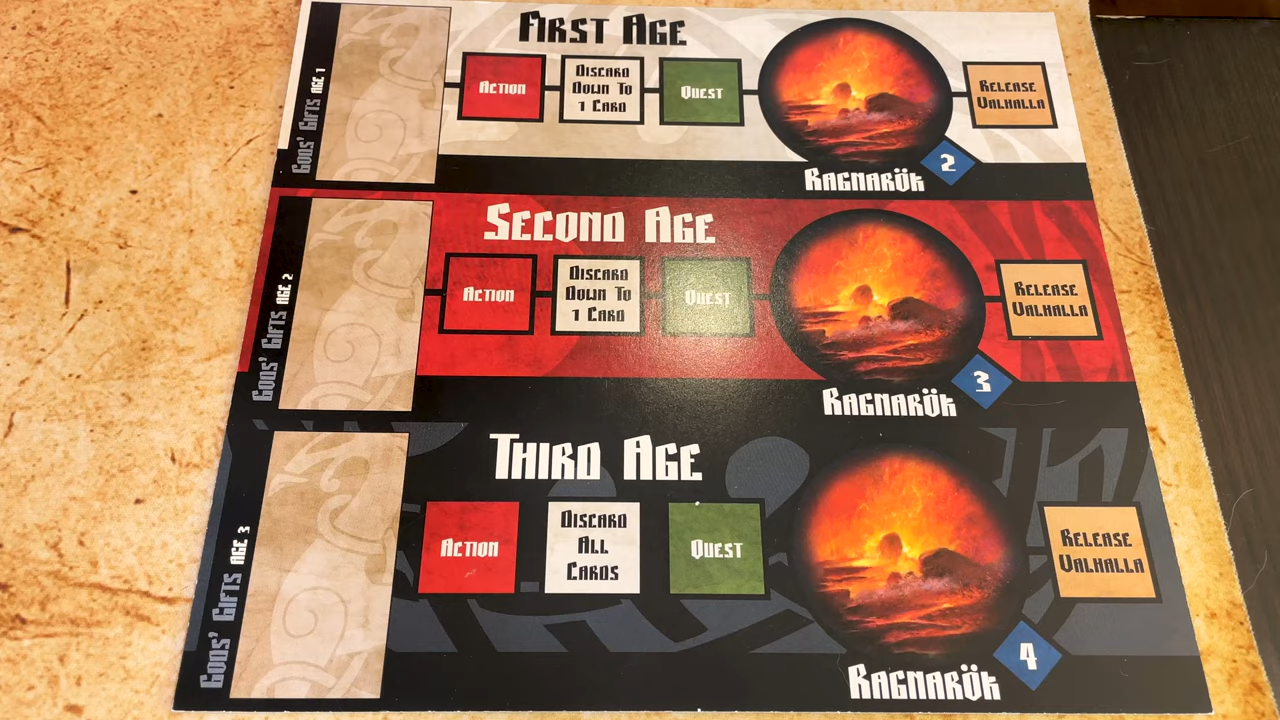 First Age
Gods' Gifts Age 1
Action
Discard
Down To
1 Card
Quest
Ragnarök
2
Release
Valhalla
Second Age
Gods' Gifts Age 2
Action
Discard
Down To
1 Card
Quest
Ragnarök
3
Release
Valhalla
Third Age
Gods' Gifts Age 3
Action
Discard
All
Cards
Quest
Ragnarök
4
Release
Valhalla